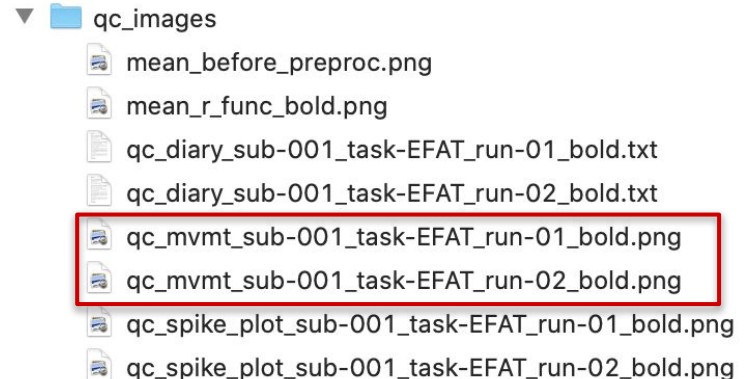 qc_images
mean_before_preproc.png
mean_r_func_bold.png
qc_diary_sub-001_task-EFAT_run-01_bold.txt
qc_diary_sub-001_task-EFAT_run-02_bold.txt
qc_mvmt_sub-001_task-EFAT_run-01_bold.png
qc_mvmt_sub-001_task-EFAT_run-02_bold.png
qc_spike_plot_sub-001_task-EFAT_run-01_bold.png
qc_spike_plot_sub-001_task-EFAT_run-02_bold.png